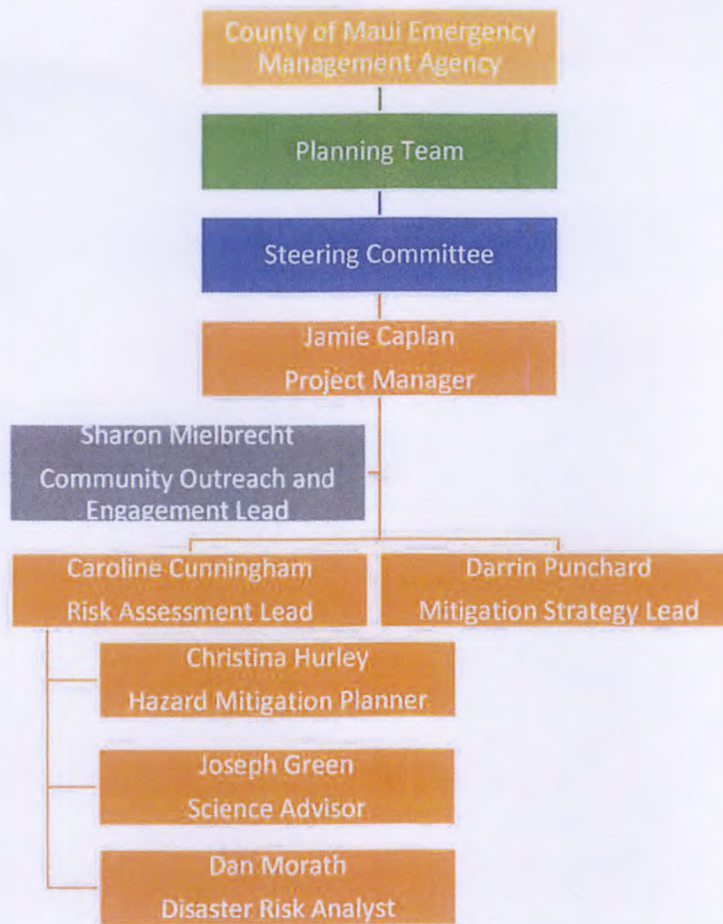 County of Maui Emergency
Management Agency
Planning Team
Steering Committee
Jamie Caplan
Project Manager
Sharon Mielbrecht
Community Outreach and
Engagement Lead
Caroline Cunningham
Risk Assessment Lead
Darrin Punchard
Mitigation Strategy Lead
Christina Hurley
Hazard Mitigation Planner
Joseph Green
Science Advisor
Dan Morath
Disaster Risk Analyst